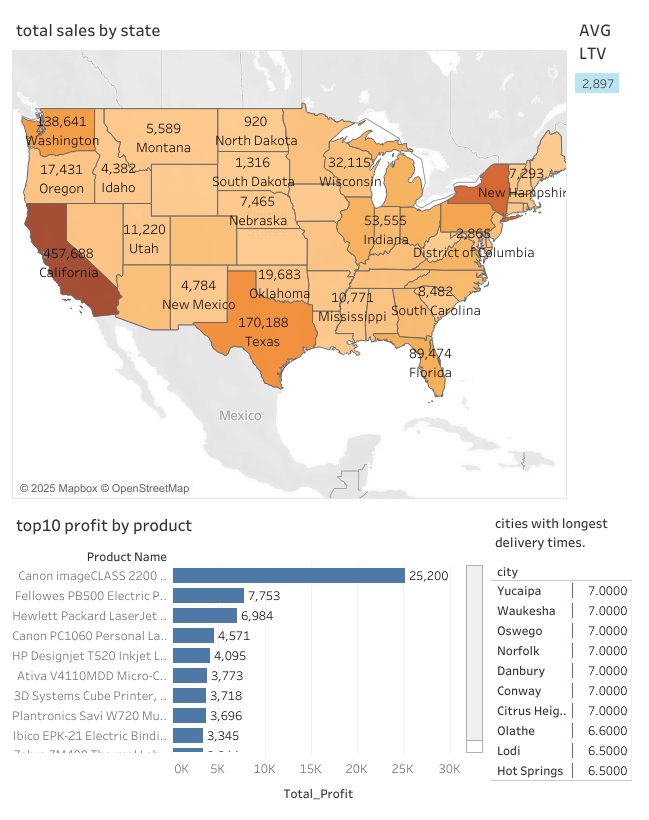 total sales by state
AVG
LTV
2,897
138,641
Washington
5,589
Montana
920
North Dakota
17,431
Oregon
4,382
Idaho
1,316
South Dakota
32,115
Wisconsin
7,293
New Hampshir
7,465
Nebraska
11,220
Utah
53,555
Indiana
2,865
District of Columbia
457,688
California
4,784
New Mexico
19,683
Oklahoma
10,771
Mississippi
8,482
South Carolina
170,188
Texas
89,474
Florida
Mexico
© 2025 Mapbox © OpenStreetMap
top10 profit by product
Product Name
Canon imageCLASS 2200 .. 25,200
Fellowes PB500 Electric P.. 7,753
Hewlett Packard LaserJet .. 6,984
Canon PC1060 Personal La.. 4,571
HP Designjet T520 Inkjet L.. 4,095
Ativa V4110MDD Micro-C.. 3,773
3D Systems Cube Printer, .. 3,718
Plantronics Savi W720 Mu.. 3,696
Ibico EPK-21 Electric Bindi.. 3,345
0K 5K 10K 15K 20K 25K 30K
Total_Profit
cities with longest
delivery times.
city
Yucaipa 7.0000
Waukesha 7.0000
Oswego 7.0000
Norfolk 7.0000
Danbury 7.0000
Conway 7.0000
Citrus Heig.. 7.0000
Olathe 6.6000
Lodi 6.5000
Hot Springs 6.5000